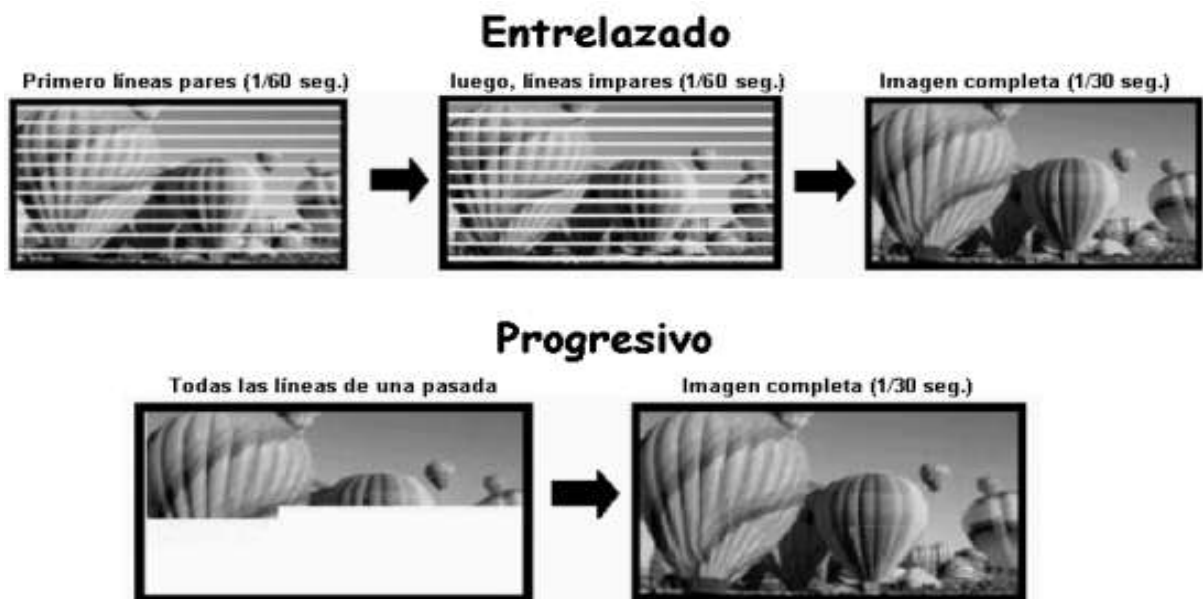 Entrelazado
Primero líneas pares (1/60 seg.)
luego, líneas impares (1/60 seg.)
Imagen completa (1/30 seg.)
Progresivo
Todas las líneas de una pasada
Imagen completa (1/30 seg.)